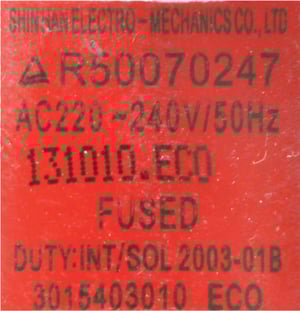 SHINHAN ELECTRO-MECHANICS CO., LTD
△ R50070247
AC220~240V/50Hz
131010.ECO
FUSED
DUTY:INT/SOL 2003-01B
3015403010 ECO